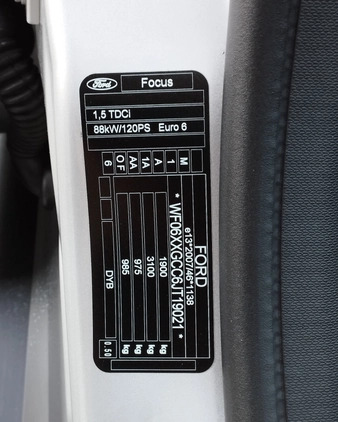 Ford
Focus
1,5 TDCi
88kW/120PS Euro 6
FORD
e13*2007/46*1138
* WF06XXGCC6JT19021 *
1900 kg
3100 kg
975 kg
985 kg
M 1 A 1A AA OF 6
DYB 0.50